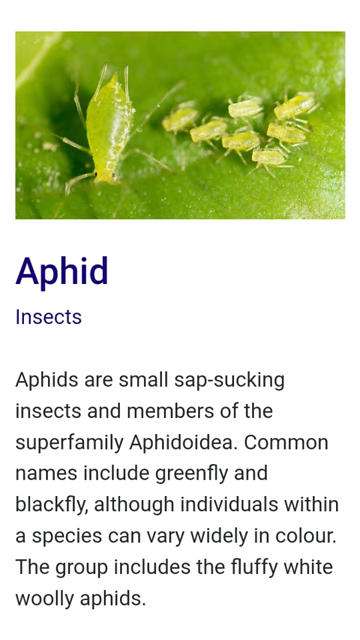 Aphid
Insects
Aphids are small sap-sucking
insects and members of the
superfamily Aphidoidea. Common
names include greenfly and
blackfly, although individuals within
a species can vary widely in colour.
The group includes the fluffy white
woolly aphids.